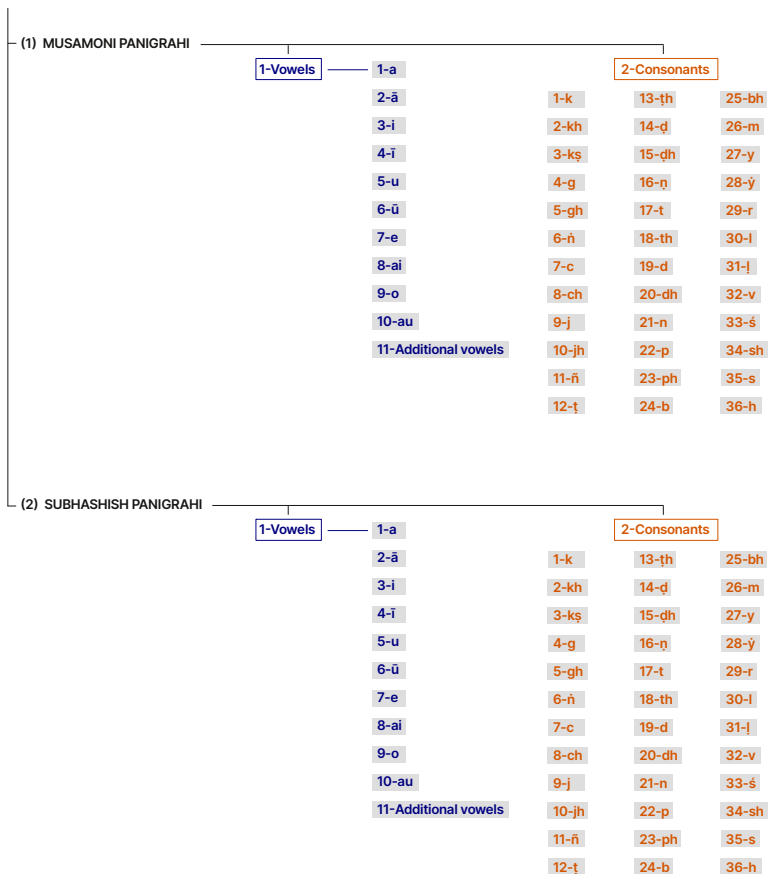 (1) MUSAMONI PANIGRAHI
1-Vowels 1-a 2-Consonants
2-ā 1-k 13-ṭh 25-bh
3-i 2-kh 14-ḍ 26-m
4-ī 3-kṣ 15-ḍh 27-y
5-u 4-g 16-ṇ 28-ẏ
6-ū 5-gh 17-t 29-r
7-e 6-ṅ 18-th 30-l
8-ai 7-c 19-d 31-ḷ
9-o 8-ch 20-dh 32-v
10-au 9-j 21-n 33-ś
11-Additional vowels 10-jh 22-p 34-sh
11-ñ 23-ph 35-s
12-ṭ 24-b 36-h
(2) SUBHASHISH PANIGRAHI
1-Vowels 1-a 2-Consonants
2-ā 1-k 13-ṭh 25-bh
3-i 2-kh 14-ḍ 26-m
4-ī 3-kṣ 15-ḍh 27-y
5-u 4-g 16-ṇ 28-ẏ
6-ū 5-gh 17-t 29-r
7-e 6-ṅ 18-th 30-l
8-ai 7-c 19-d 31-ḷ
9-o 8-ch 20-dh 32-v
10-au 9-j 21-n 33-ś
11-Additional vowels 10-jh 22-p 34-sh
11-ñ 23-ph 35-s
12-ṭ 24-b 36-h